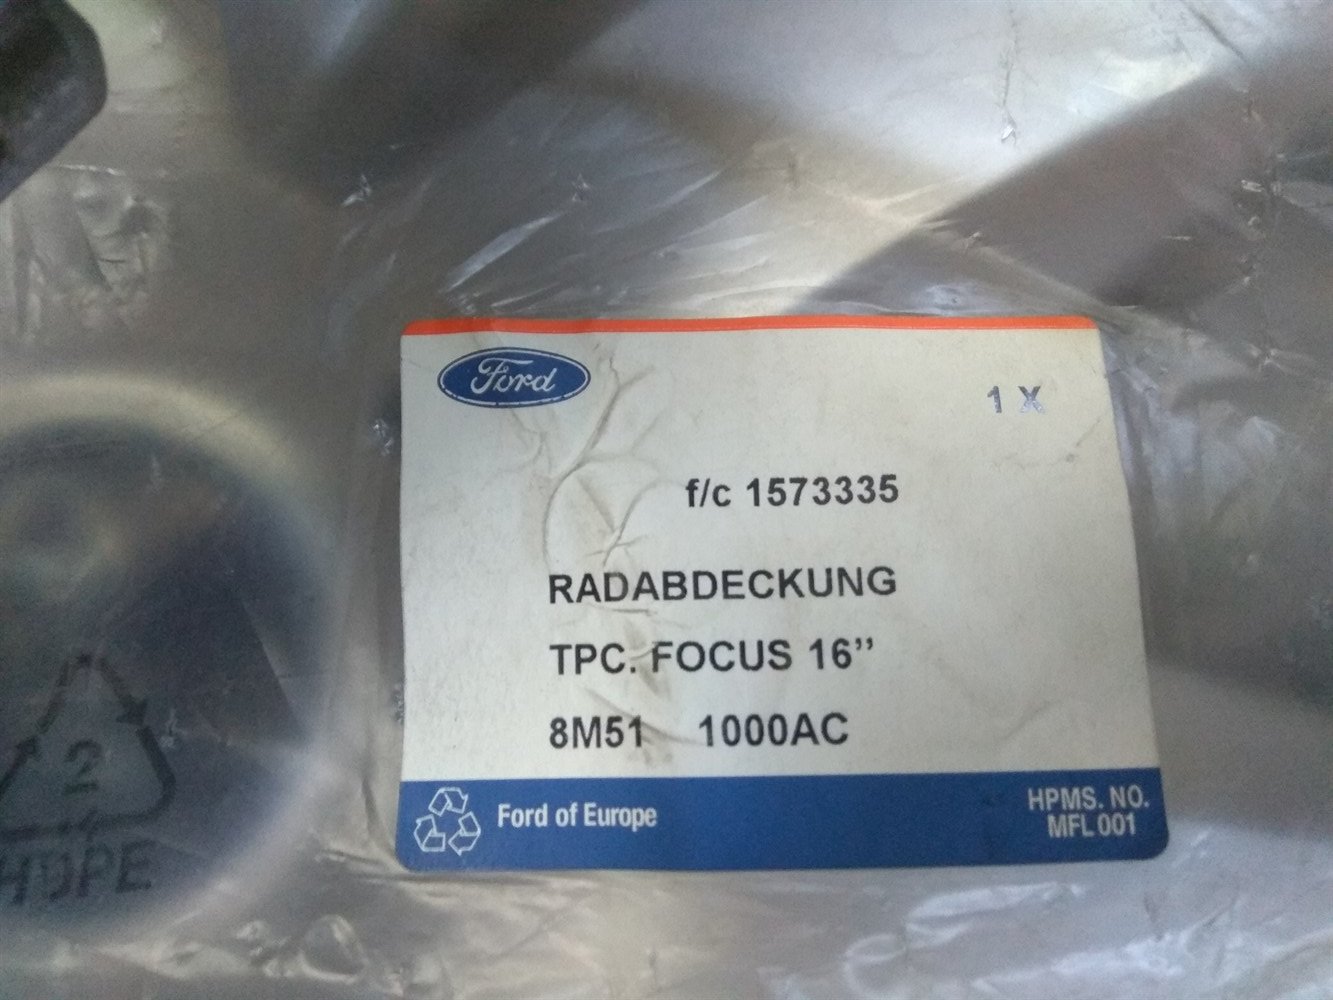 Ford
1 X
f/c 1573335
RADABDECKUNG
TPC. FOCUS 16”
8M51 1000AC
Ford of Europe
HPMS. NO.
MFL 001
2
HDPE